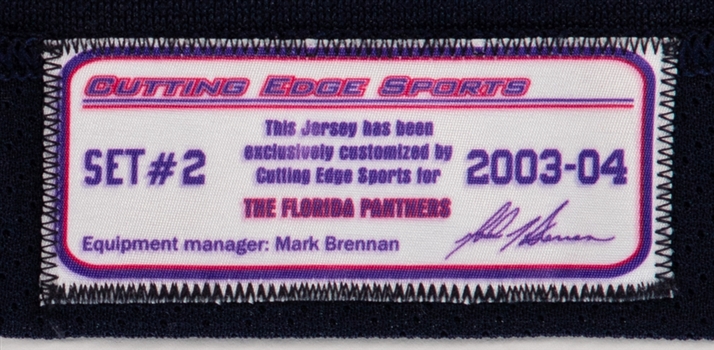 CUTTING EDGE SPORTS
This Jersey has been
exclusively customized by
Cutting Edge Sports for
THE FLORIDA PANTHERS
SET #2
2003-04
Equipment manager: Mark Brennan